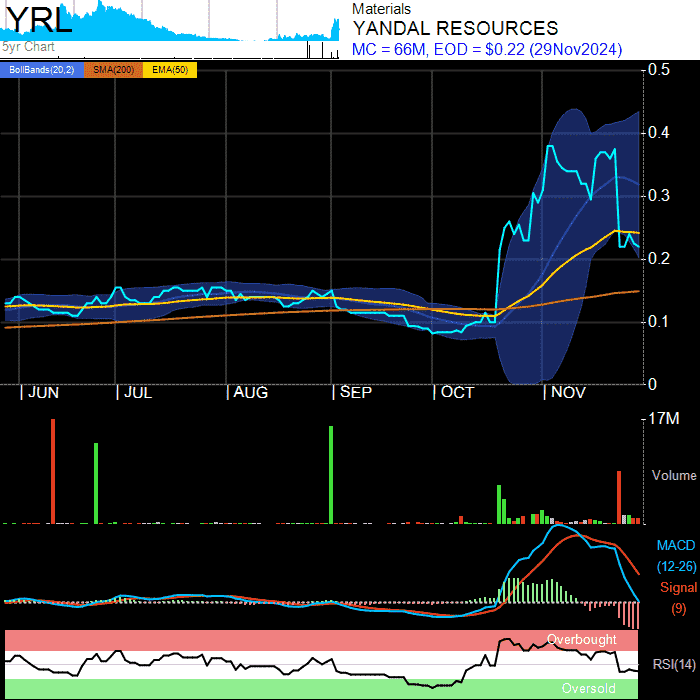 YRL
5yr Chart
Materials
YANDAL RESOURCES
MC = 66M, EOD = $0.22 (29Nov2024)
BollBands(20,2) SMA(200) EMA(50)
0.5
0.4
0.3
0.2
0.1
0
JUN JUL AUG SEP OCT NOV
17M
Volume
MACD
(12-26)
Signal
(9)
Overbought
RSI(14)
Oversold